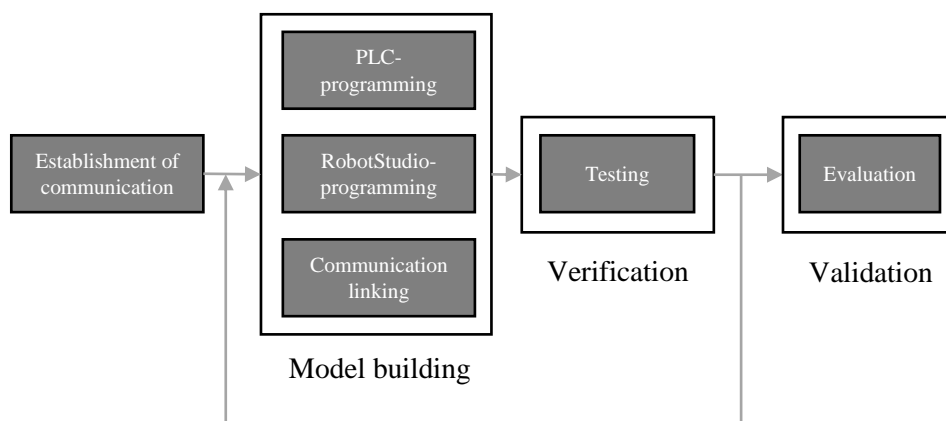 Establishment of
communication
PLC-
programming
RobotStudio-
programming
Communication
linking
Model building
Testing
Verification
Evaluation
Validation